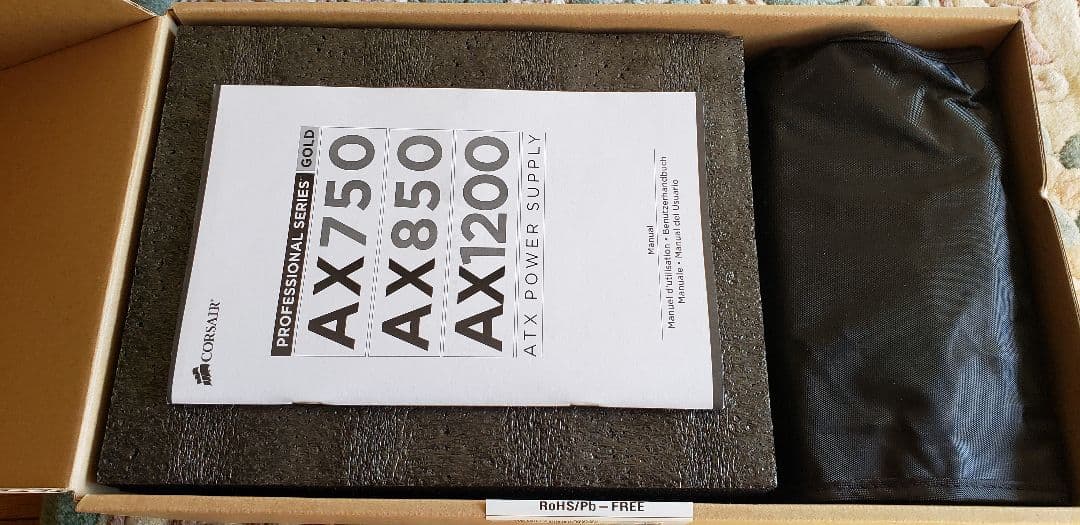 CORSAIR®
PROFESSIONAL SERIES™ GOLD
AX750
AX850
AX1200
ATX POWER SUPPLY
Manual
Manuel d'utilisation • Benutzerhandbuch
Manuale • Manual del Usuario
RoHS/Pb – FREE